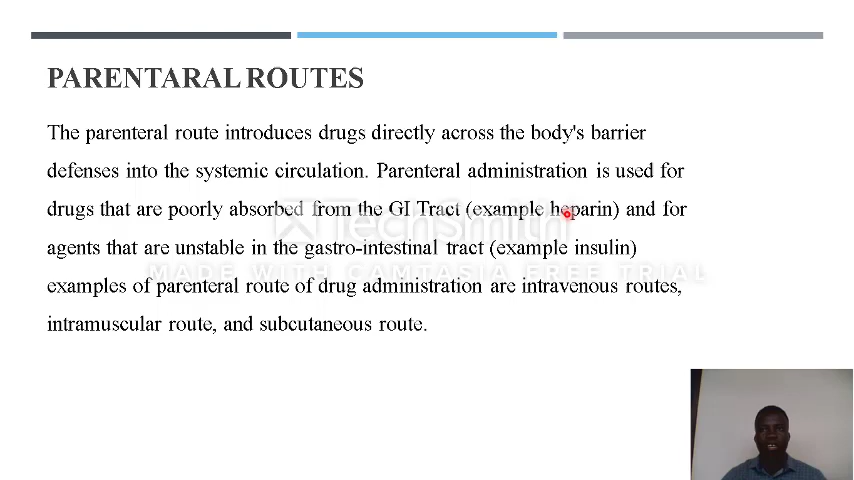 PARENTARAL ROUTES
The parenteral route introduces drugs directly across the body's barrier
defenses into the systemic circulation. Parenteral administration is used for
drugs that are poorly absorbed from the GI Tract (example heparin) and for
TechSmith
agents that are unstable in the gastro-intestinal tract (example insulin)
MADE WITH CAMTASIA FREE TRIAL
examples of parenteral route of drug administration are intravenous routes,
intramuscular route, and subcutaneous route.